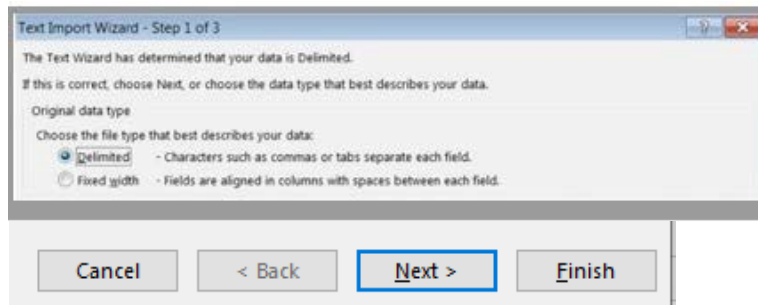 Text Import Wizard - Step 1 of 3
The Text Wizard has determined that your data is Delimited.
If this is correct, choose Next, or choose the data type that best describes your data.
Original data type
Choose the file type that best describes your data:
Delimited - Characters such as commas or tabs separate each field.
Fixed width - Fields are aligned in columns with spaces between each field.
Cancel < Back Next > Finish